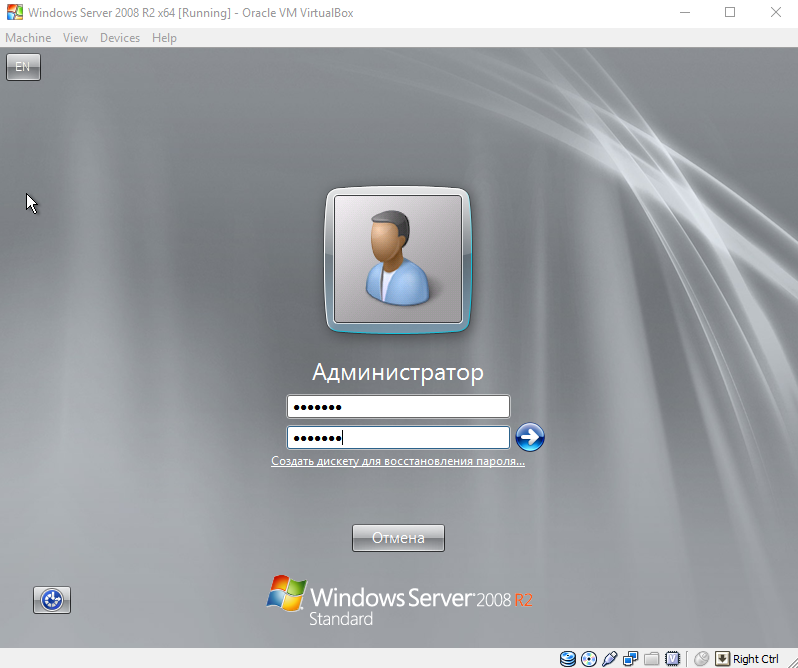 Windows Server 2008 R2 x64 [Running] - Oracle VM VirtualBox
Machine View Devices Help
EN
Администратор
•••••••
•••••••
Создать дискету для восстановления пароля...
Отмена
Windows Server 2008 R2
Standard
Right Ctrl